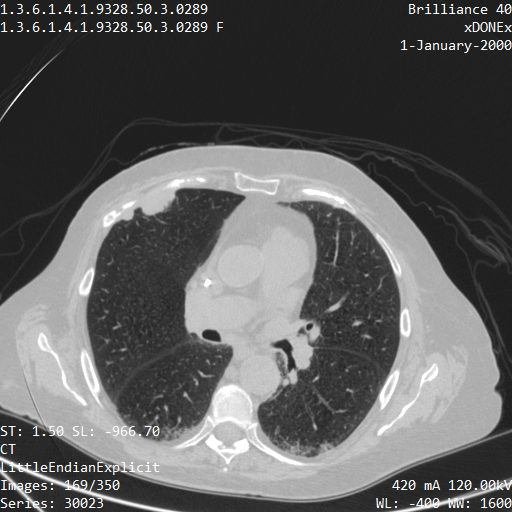 1.3.6.1.4.1.9328.50.3.0289
Brilliance 40
1.3.6.1.4.1.9328.50.3.0289 F
xDONEx
1-January-2000
ST: 1.50 SL: -966.70
CT
LittleEndianExplicit
Images: 169/350
420 mA 120.00kV
Series: 30023
WL: -400 WW: 1600